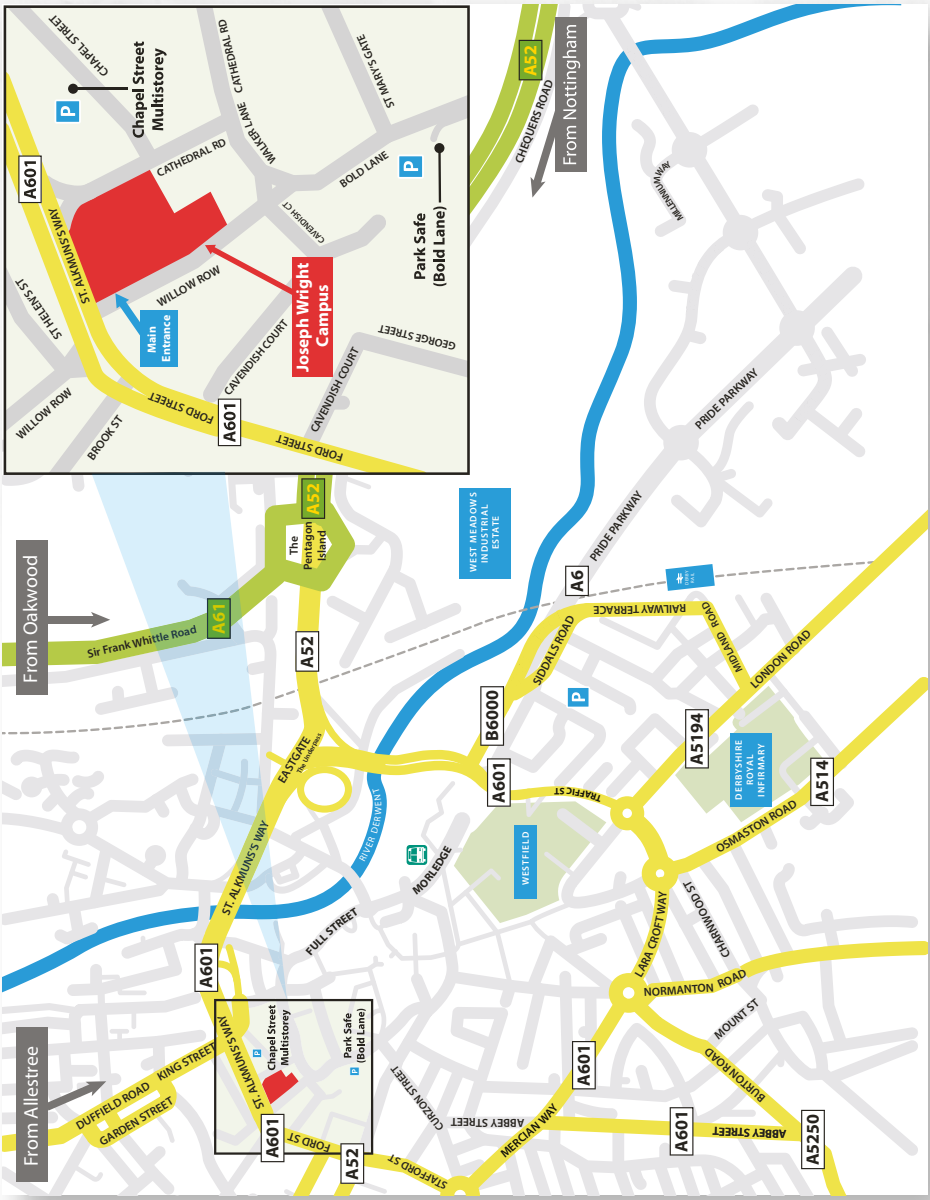 CHAPEL STREET
Chapel Street
Multistorey
P
CATHEDRAL RD
WALKER LANE
ST MARY'S GATE
A601
CATHEDRAL RD
BOLD LANE
P
Park Safe
(Bold Lane)
ST. ALKMUN'S WAY
CAVENDISH CT
ST HELEN'S ST
WILLOW ROW
Main
Entrance
Joseph Wright
Campus
WILLOW ROW
BROOK ST
FORD STREET
A601
CAVENDISH COURT
CAVENDISH COURT
GEORGE STREET
FORD STREET
A52
From Nottingham
CHEQUERS ROAD
MILLENNIUM WAY
PRIDE PARKWAY
PRIDE PARKWAY
From Oakwood
Sir Frank Whittle Road
A61
The
Pentagon
Island
A52
A52
WEST MEADOWS
INDUSTRIAL
ESTATE
A6
SIDDALS ROAD
RAILWAY TERRACE
MIDLAND ROAD
LONDON ROAD
B6000
P
A5194
DERBYSHIRE
ROYAL
INFIRMARY
A514
OSMASTON ROAD
EASTGATE
The Underpass
A601
TRAFFIC ST
WESTFIELD
RIVER DERWENT
MORLEDGE
ST. ALKMUNS'S WAY
FULL STREET
A601
CHARNWOOD ST
LARA CROFT WAY
NORMANTON ROAD
MOUNT ST
From Allestree
DUFFIELD ROAD
KING STREET
GARDEN STREET
ST. ALKMUN'S WAY
P
Chapel Street
Multistorey
P
Park Safe
(Bold Lane)
A601
FORD ST
A52
STAFFORD ST
CURZON STREET
ABBEY STREET
MERCIAN WAY
A601
A601
ABBEY STREET
BURTON ROAD
A5250